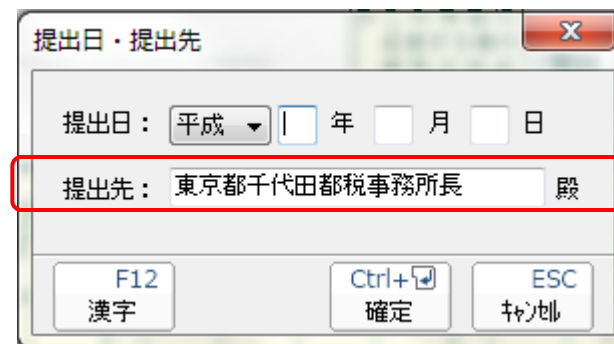 提出日・提出先
提出日： 平成 年 月 日
提出先： 東京都千代田都税事務所長 殿
F12 Ctrl+ ESC
漢字 確定 ｷｬﾝｾﾙ